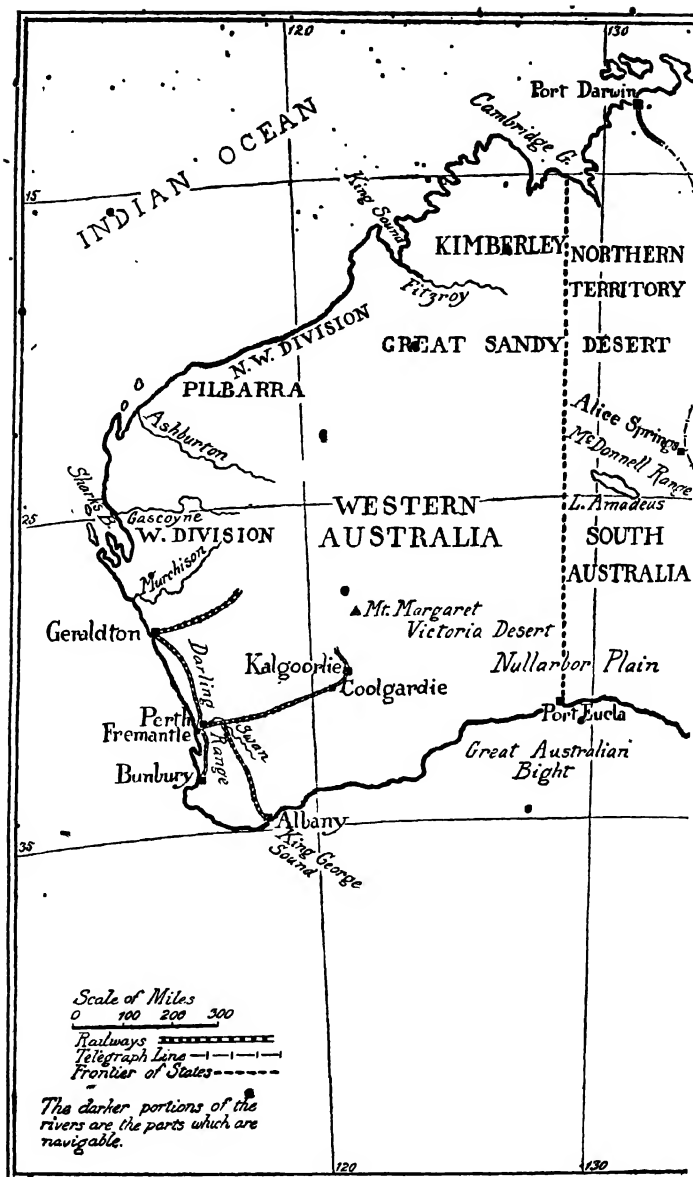 120
130
Port Darwin
Cambridge G.
INDIAN OCEAN
15
King Sound
KIMBERLEY
NORTHERN
TERRITORY
Fitzroy
N.W. DIVISION
GREAT SANDY DESERT
PILBARRA
Ashburton
Alice Springs
McDonnell Range
L. Amadeus
Sharks B.
25
Gascoyne
W. DIVISION
WESTERN
AUSTRALIA
SOUTH
AUSTRALIA
Murchison
Mt. Margaret
Victoria Desert
Geraldton
Darling Range
Kalgoorlie
Coolgardie
Nullarbor Plain
Perth
Fremantle
Swan
Port Eucla
Bunbury
Great Australian
Bight
Albany
King George
Sound
35
Scale of Miles
0 100 200 300
Railways
Telegraph Line
Frontier of States
The darker portions of the
rivers are the parts which are
navigable.
120
130